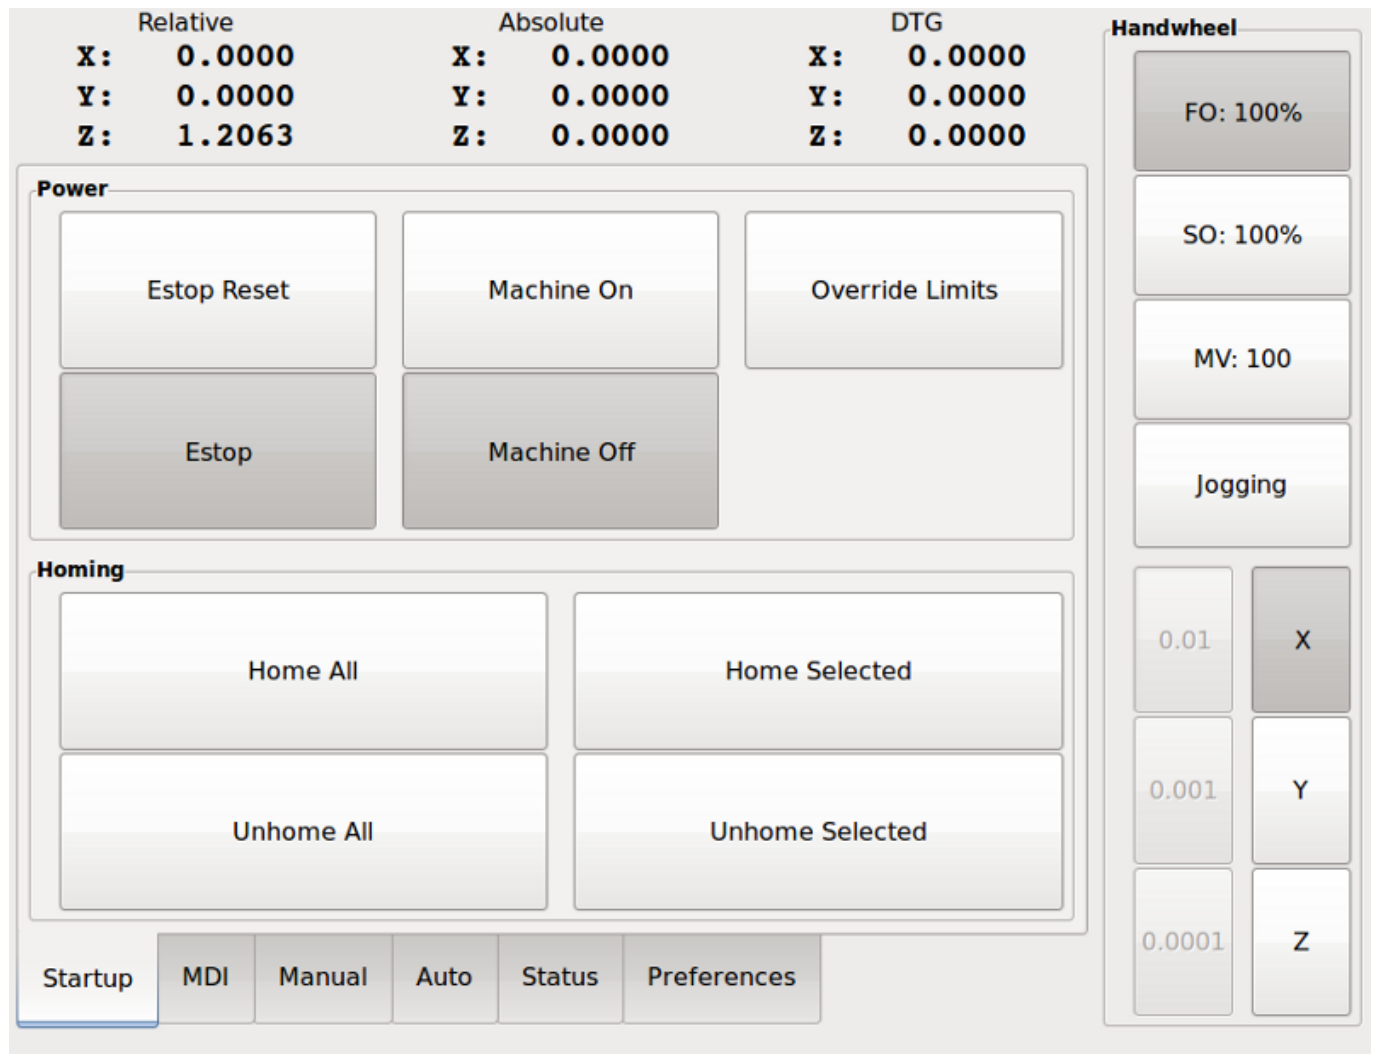 Relative Absolute DTG
X: 0.0000 X: 0.0000 X: 0.0000
Y: 0.0000 Y: 0.0000 Y: 0.0000
Z: 1.2063 Z: 0.0000 Z: 0.0000
Power
Estop Reset Machine On Override Limits
Estop Machine Off
Homing
Home All Home Selected
Unhome All Unhome Selected
Startup MDI Manual Auto Status Preferences
Handwheel
FO: 100%
SO: 100%
MV: 100
Jogging
0.01 X
0.001 Y
0.0001 Z